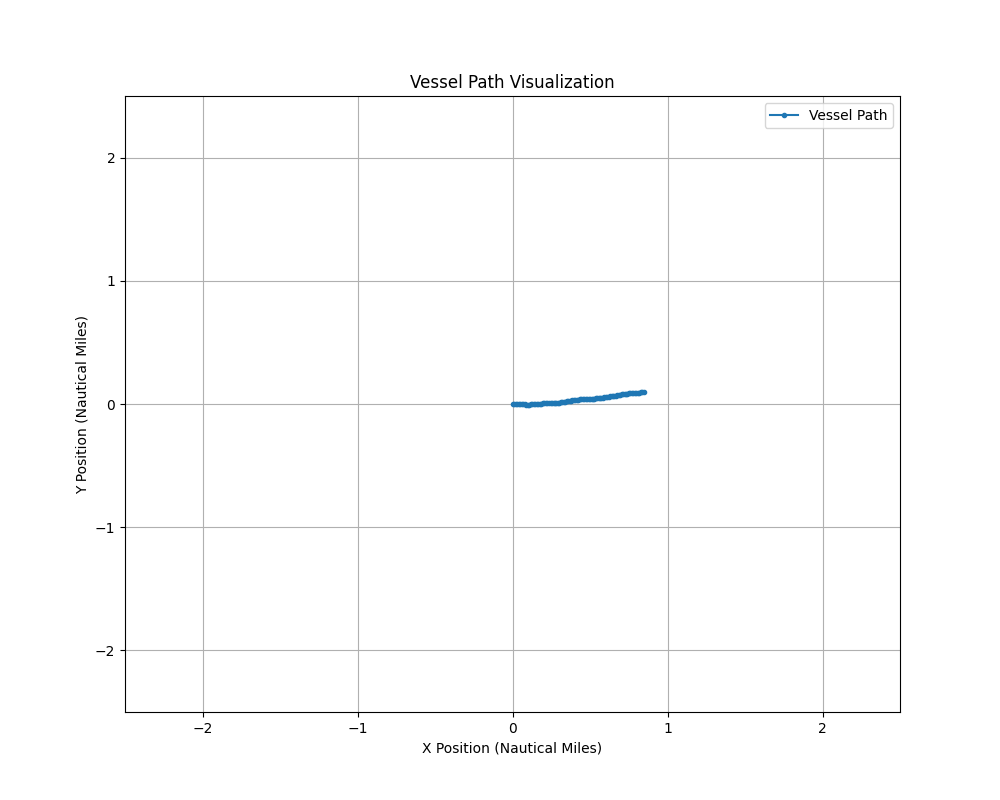 Vessel Path Visualization
Vessel Path
2
1
0
−1
−2
Y Position (Nautical Miles)
−2
−1
0
1
2
X Position (Nautical Miles)